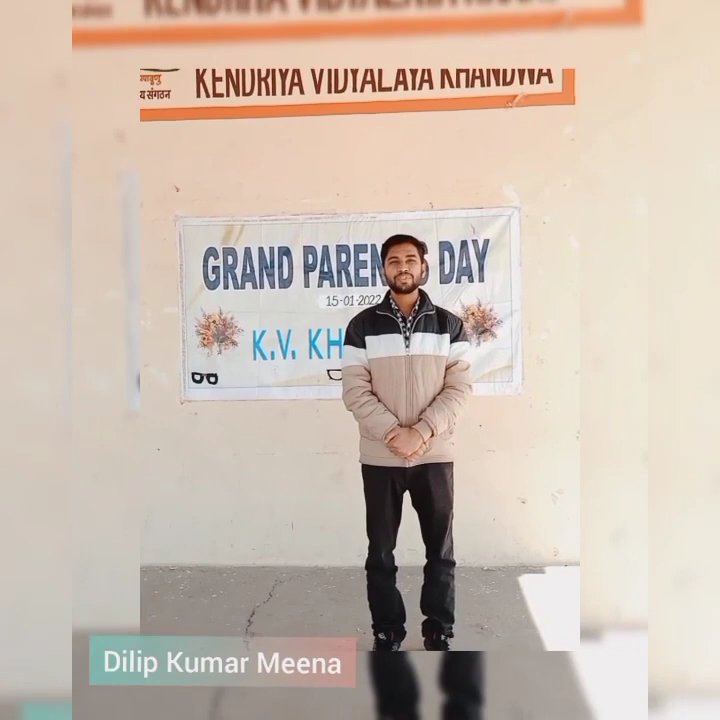 KENDRIYA VIDYALAYA KHANDWA
य संगठन
GRAND PAREN S DAY
15-01-2022
K.V. KH
Dilip Kumar Meena